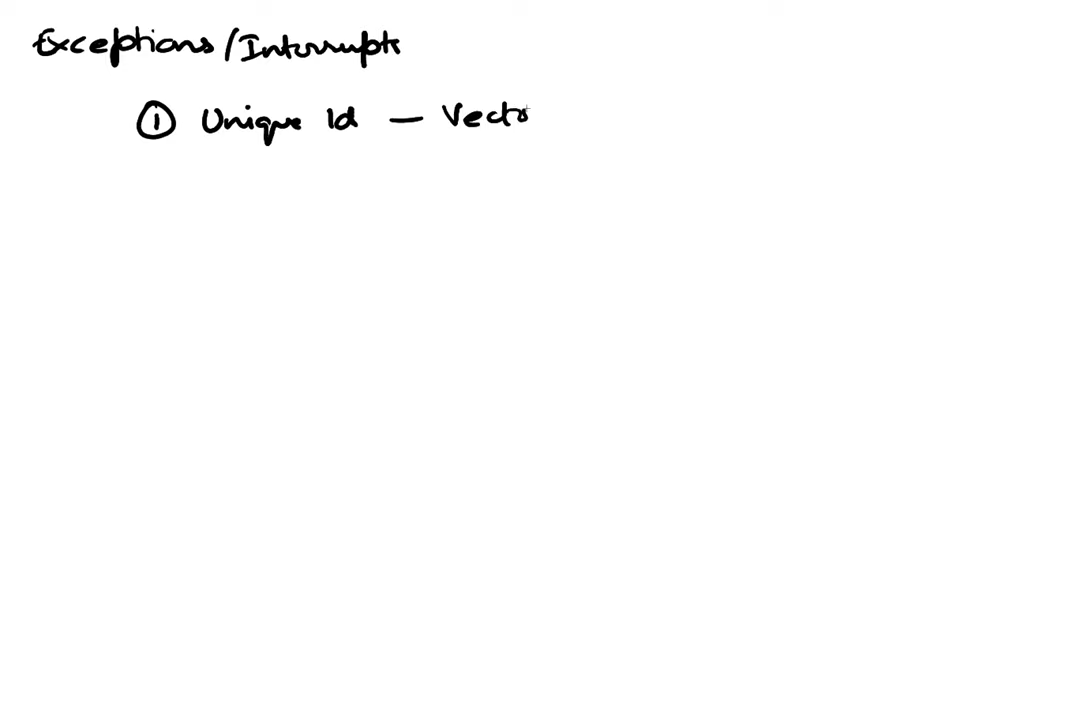 Exceptions/Interrupts
① Unique Id — Vecto